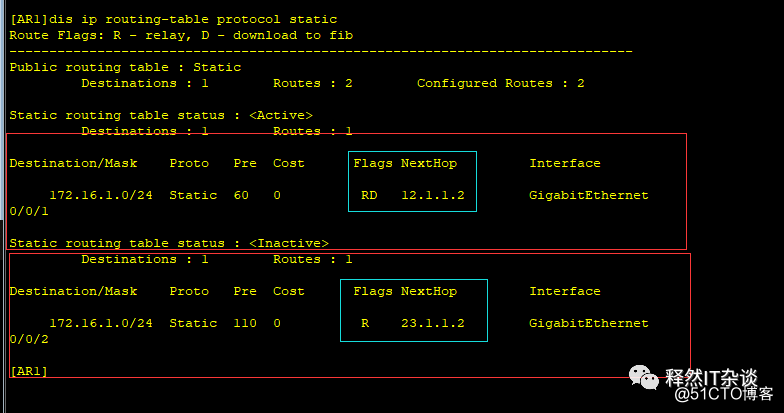 [AR1]dis ip routing-table protocol static
Route Flags: R - relay, D - download to fib
------------------------------------------------------------------------------
Public routing table : Static
Destinations : 1 Routes : 2 Configured Routes : 2
Static routing table status : <Active>
Destinations : 1 Routes : 1
Destination/Mask Proto Pre Cost Flags NextHop Interface
172.16.1.0/24 Static 60 0 RD 12.1.1.2 GigabitEthernet
0/0/1
Static routing table status : <Inactive>
Destinations : 1 Routes : 1
Destination/Mask Proto Pre Cost Flags NextHop Interface
172.16.1.0/24 Static 110 0 R 23.1.1.2 GigabitEthernet
0/0/2
[AR1]
释然IT杂谈
@51CTO博客